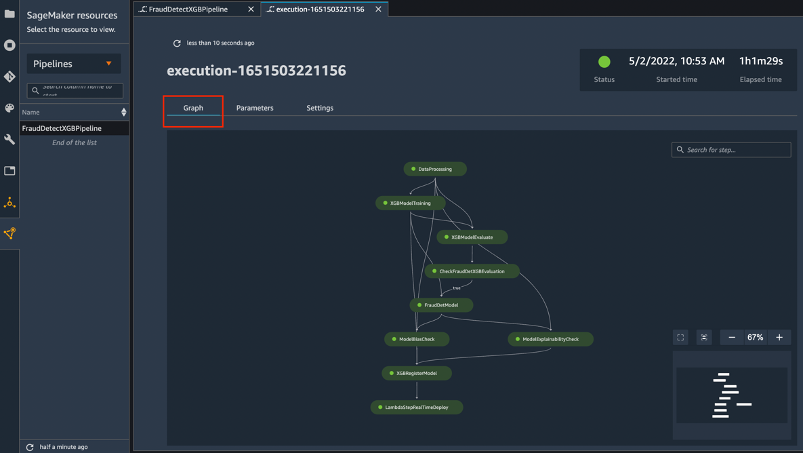 SageMaker resources
Select the resource to view.
Pipelines
Search column name to
start
Name
FraudDetectXGBPipeline
End of the list
half a minute ago
FraudDetectXGBPipeline
execution-1651503221156
less than 10 seconds ago
execution-1651503221156
5/2/2022, 10:53 AM
1h1m29s
Status
Started time
Elapsed time
Graph
Parameters
Settings
Search for step...
DataProcessing
XGBModelTraining
XGBModelEvaluate
CheckFraudDetXGBEvaluation
true
FraudDetModel
ModelBiasCheck
ModelExplainabilityCheck
XGBRegisterModel
LambdaStepRealTimeDeploy
67%